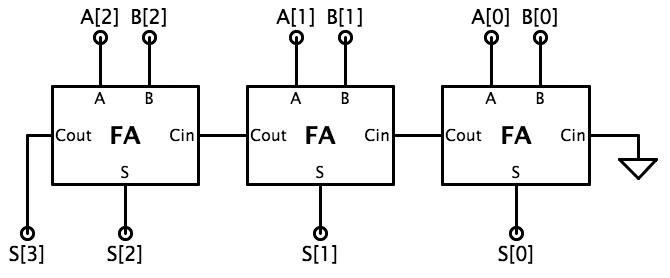 A[2] B[2] A[1] B[1] A[0] B[0]
A B A B A B
Cout FA Cin Cout FA Cin Cout FA Cin
S S S
S[3] S[2] S[1] S[0]